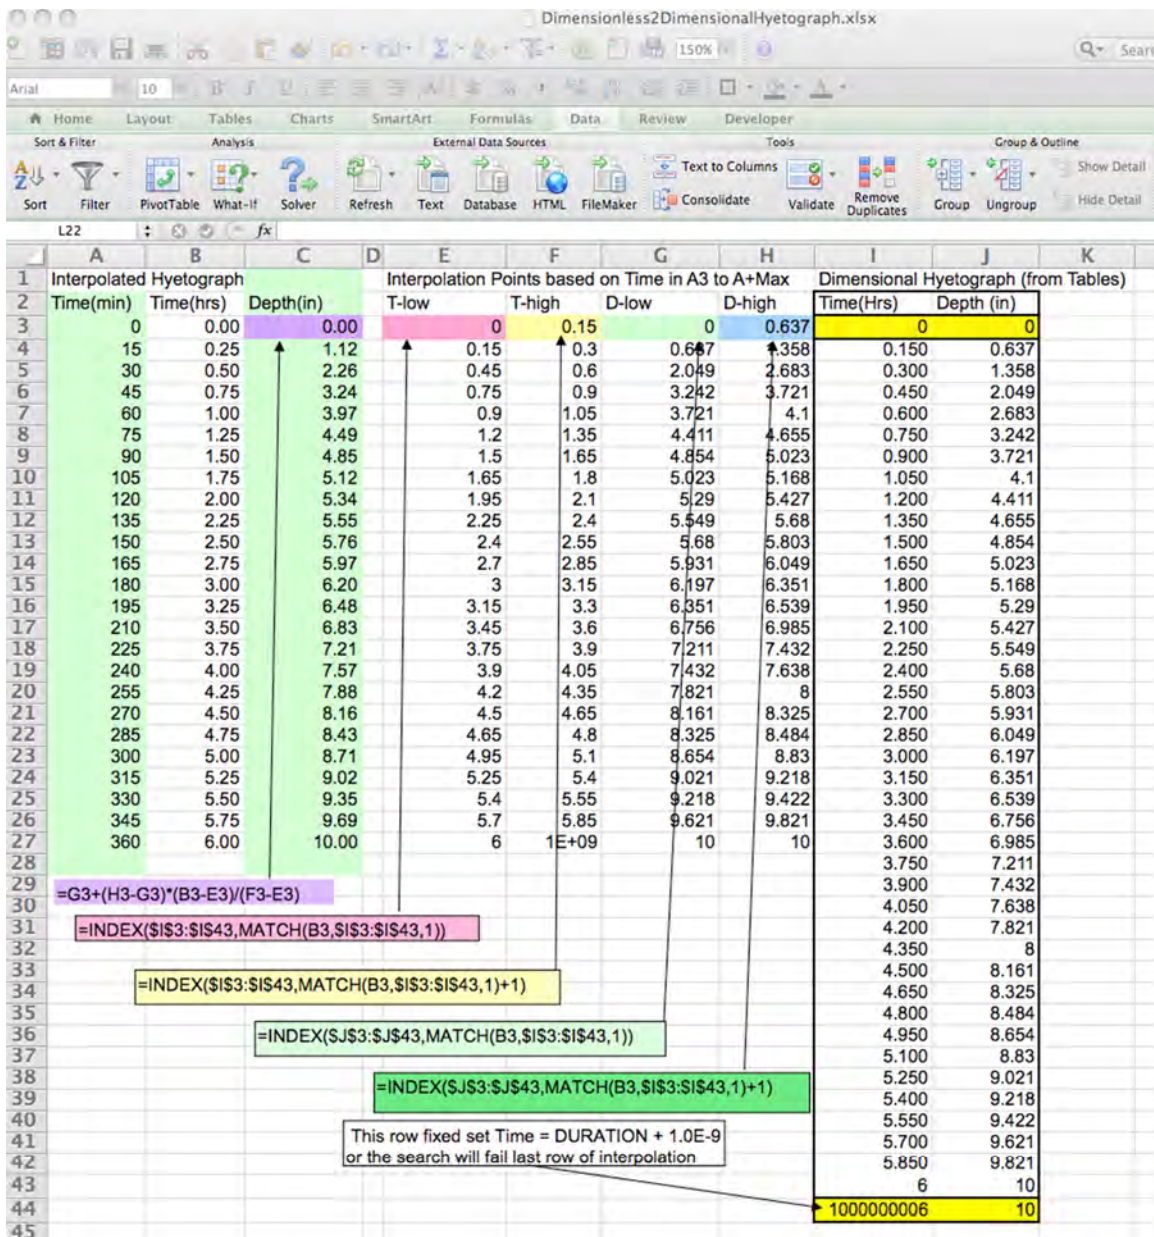 Dimensionless2DimensionalHyetograph.xlsx
150%
Q Sear
Arial 10 B I U
Home Layout Tables Charts SmartArt Formulas Data Review Developer
Sort & Filter Analysis External Data Sources Tools Group & Outline
Text to Columns Show Detail
Consolidate Hide Detail
Sort Filter PivotTable What-If Solver Refresh Text Database HTML FileMaker Validate Remove Duplicates Group Ungroup
L22 fx
A B C D E F G H I J K
1 Interpolated Hyetograph Interpolation Points based on Time in A3 to A+Max Dimensional Hyetograph (from Tables)
2 Time(min) Time(hrs) Depth(in) T-low T-high D-low D-high Time(Hrs) Depth (in)
3 0 0.00 0.00 0 0.15 0 0.637 0 0
4 15 0.25 1.12 0.15 0.3 0.637 1.358 0.150 0.637
5 30 0.50 2.26 0.45 0.6 2.049 2.683 0.300 1.358
6 45 0.75 3.24 0.75 0.9 3.242 3.721 0.450 2.049
7 60 1.00 3.97 0.9 1.05 3.721 4.1 0.600 2.683
8 75 1.25 4.49 1.2 1.35 4.411 4.655 0.750 3.242
9 90 1.50 4.85 1.5 1.65 4.854 5.023 0.900 3.721
10 105 1.75 5.12 1.65 1.8 5.023 5.168 1.050 4.1
11 120 2.00 5.34 1.95 2.1 5.29 5.427 1.200 4.411
12 135 2.25 5.55 2.25 2.4 5.549 5.68 1.350 4.655
13 150 2.50 5.76 2.4 2.55 5.68 5.803 1.500 4.854
14 165 2.75 5.97 2.7 2.85 5.931 6.049 1.650 5.023
15 180 3.00 6.20 3 3.15 6.197 6.351 1.800 5.168
16 195 3.25 6.48 3.15 3.3 6.351 6.539 1.950 5.29
17 210 3.50 6.83 3.45 3.6 6.756 6.985 2.100 5.427
18 225 3.75 7.21 3.75 3.9 7.211 7.432 2.250 5.549
19 240 4.00 7.57 3.9 4.05 7.432 7.638 2.400 5.68
20 255 4.25 7.88 4.2 4.35 7.821 8 2.550 5.803
21 270 4.50 8.16 4.5 4.65 8.161 8.325 2.700 5.931
22 285 4.75 8.43 4.65 4.8 8.325 8.484 2.850 6.049
23 300 5.00 8.71 4.95 5.1 8.654 8.83 3.000 6.197
24 315 5.25 9.02 5.25 5.4 9.021 9.218 3.150 6.351
25 330 5.50 9.35 5.4 5.55 9.218 9.422 3.300 6.539
26 345 5.75 9.69 5.7 5.85 9.621 9.821 3.450 6.756
27 360 6.00 10.00 6 1E+09 10 10 3.600 6.985
28 3.750 7.211
29 =G3+(H3-G3)*(B3-E3)/(F3-E3) 3.900 7.432
30 4.050 7.638
31 =INDEX($I$3:$I$43,MATCH(B3,$I$3:$I$43,1)) 4.200 7.821
32 4.350 8
33 4.500 8.161
34 =INDEX($I$3:$I$43,MATCH(B3,$I$3:$I$43,1)+1) 4.650 8.325
35 4.800 8.484
36 =INDEX($J$3:$J$43,MATCH(B3,$I$3:$I$43,1)) 4.950 8.654
37 5.100 8.83
38 =INDEX($J$3:$J$43,MATCH(B3,$I$3:$I$43,1)+1) 5.250 9.021
39 5.400 9.218
40 5.550 9.422
41 This row fixed set Time = DURATION + 1.0E-9 5.700 9.621
42 or the search will fail last row of interpolation 5.850 9.821
43 6 10
44 1000000006 10
45